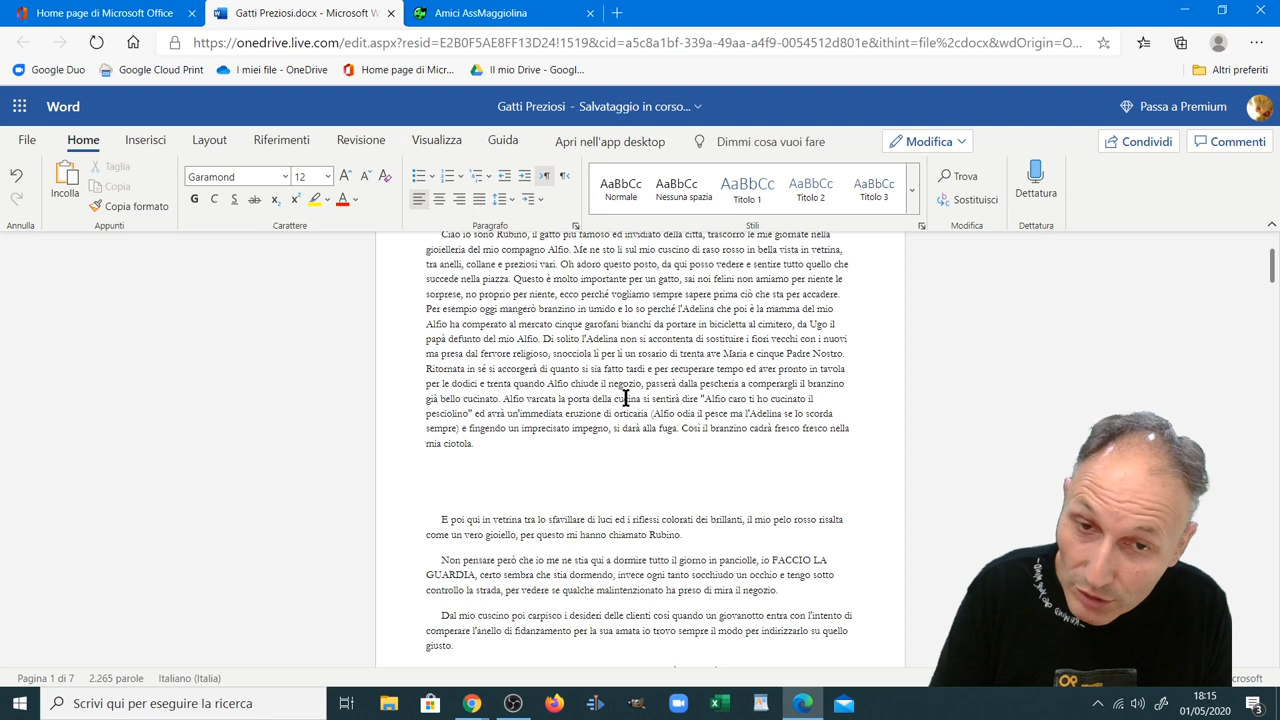 Home page di Microsoft Office
Gatti Preziosi.docx - Microsoft W
Amici AssMaggiolina
https://onedrive.live.com/edit.aspx?resid=E2B0F5AE8FF13D24!1519&cid=a5c8a1bf-339a-49aa-a4f9-0054512d801e&ithint=file%2cdocx&wdOrigin=O...
Google Duo
Google Cloud Print
I miei file - OneDrive
Home page di Micr...
Il mio Drive - Googl...
Altri preferiti
Word
Gatti Preziosi - Salvataggio in corso...
Passa a Premium
File
Home
Inserisci
Layout
Riferimenti
Revisione
Visualizza
Guida
Apri nell'app desktop
Dimmi cosa vuoi fare
Modifica
Condividi
Commenti
Incolla
Taglia
Copia
Copia formato
Garamond
12
AaBbCc
Normale
AaBbCc
Nessuna spazia
AaBbCc
Titolo 1
AaBbCc
Titolo 2
AaBbCc
Titolo 3
Trova
Sostituisci
Dettatura
Annulla
Appunti
Carattere
Paragrafo
Stili
Modifica
Dettatura
Ciao io sono Rubino, il gatto più famoso ed invidiato della città, trascorro le mie giornate nella
gioielleria del mio compagno Alfio. Me ne sto lì sul mio cuscino di raso rosso in bella vista in vetrina,
tra anelli, collane e preziosi vari. Oh adoro questo posto, da qui posso vedere e sentire tutto quello che
succede nella piazza. Questo è molto importante per un gatto, sai noi felini non amiamo per niente le
sorprese, no proprio per niente, ecco perché vogliamo sempre sapere prima ciò che sta per accadere.
Per esempio oggi mangerò branzino in umido e lo so perché l'Adelina che poi è la mamma del mio
Alfio ha comperato al mercato cinque garofani bianchi da portare in bicicletta al cimitero, da Ugo il
papà defunto del mio Alfio. Di solito l'Adelina non si accontenta di sostituire i fiori vecchi con i nuovi
ma presa dal fervore religioso, snocciola lì per lì un rosario di trenta ave Maria e cinque Padre Nostro.
Ritornata in sé si accorgerà di quanto si sia fatto tardi e per recuperare tempo ed aver pronto in tavola
per le dodici e trenta quando Alfio chiude il negozio, passerà dalla pescheria a comperargli il branzino
già bello cucinato. Alfio varcata la porta della cucina si sentirà dire "Alfio caro ti ho cucinato il
pesciolino" ed avrà un'immediata eruzione di orticaria (Alfio odia il pesce ma l'Adelina se lo scorda
sempre) e fingendo un imprecisato impegno, si darà alla fuga. Così il branzino cadrà fresco fresco nella
mia ciotola.
E poi qui in vetrina tra lo sfavillare di luci ed i riflessi colorati dei brillanti, il mio pelo rosso risalta
come un vero gioiello, per questo mi hanno chiamato Rubino.
Non pensare però che io me ne stia qui a dormire tutto il giorno in panciolle, io FACCIO LA
GUARDIA, certo sembra che stia dormendo, invece ogni tanto socchiudo un occhio e tengo sotto
controllo la strada, per vedere se qualche malintenzionato ha preso di mira il negozio.
Dal mio cuscino poi carpisco i desideri delle clienti così quando un giovanotto entra con l'intento di
comperare l'anello di fidanzamento per la sua amata io trovo sempre il modo per indirizzarlo su quello
giusto.
Pagina 1 di 7
2.265 parole
Italiano (Italia)
crosoft
Scrivi qui per eseguire la ricerca
18:15
01/05/2020
3